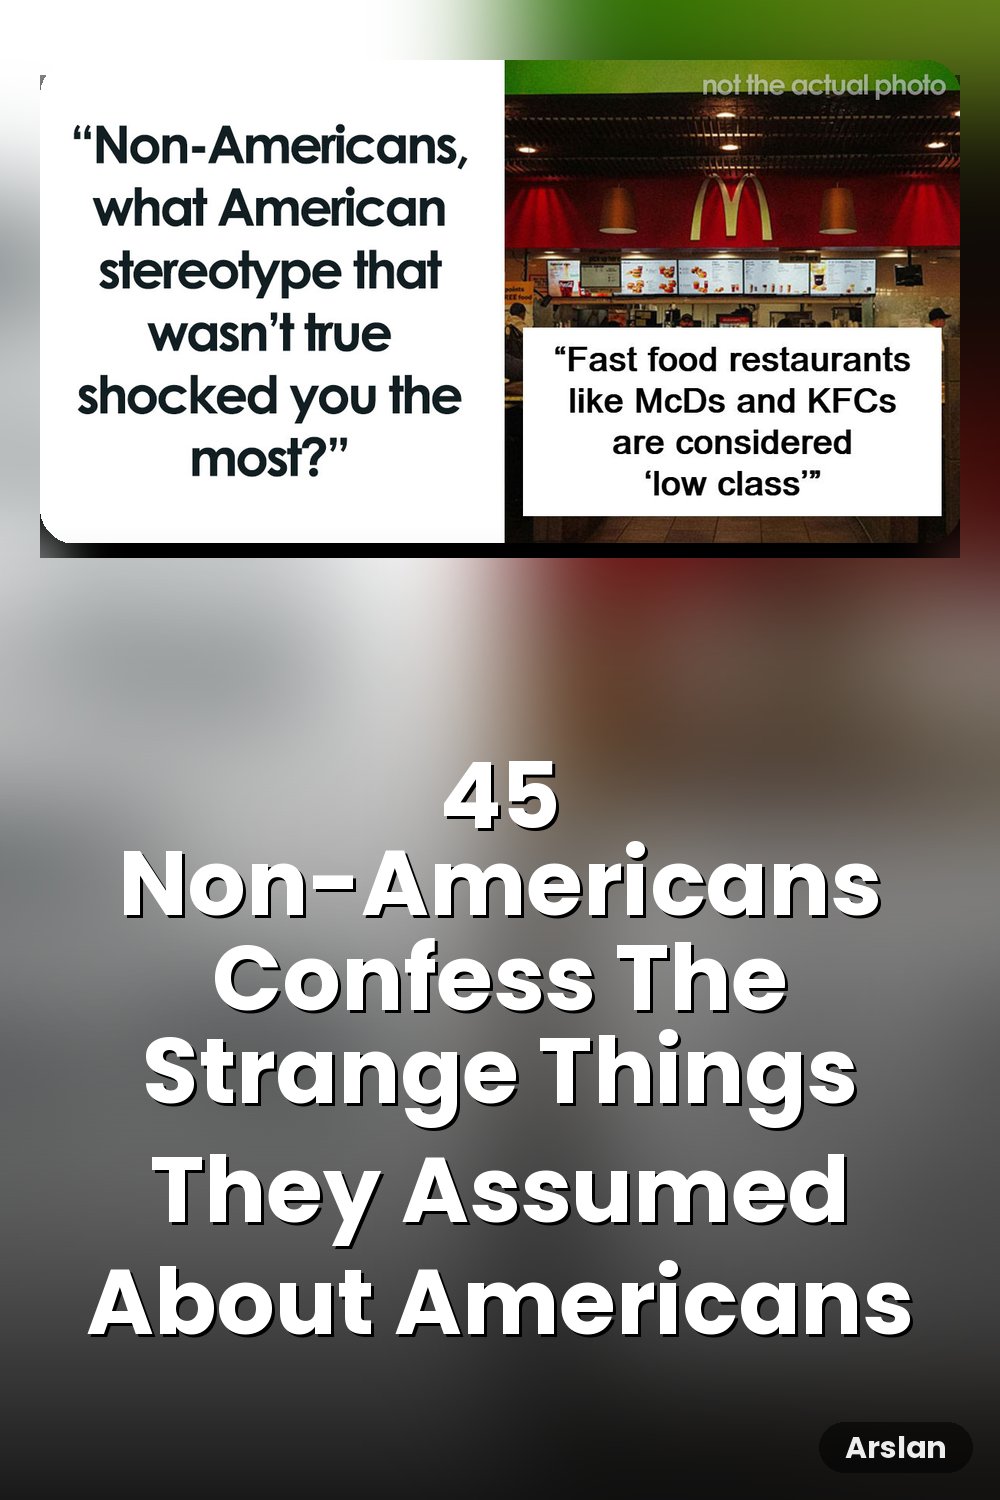 not the actual photo
“Non-Americans,
what American
stereotype that
wasn’t true
shocked you the
most?”
“Fast food restaurants
like McDs and KFCs
are considered
‘low class’”
45
Non-Americans
Confess The
Strange Things
They Assumed
About Americans
Arslan